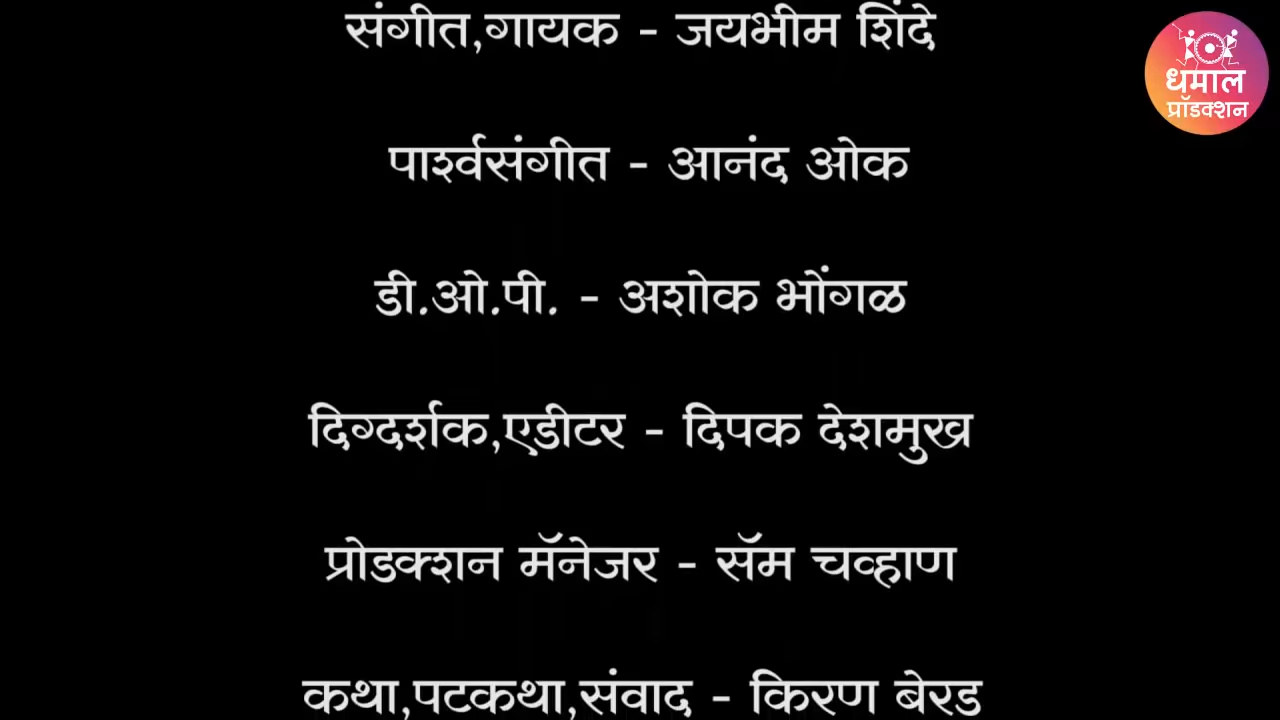 संगीत,गायक - जयभीम शिंदे
धमाल
प्रॉडक्शन
पार्श्वसंगीत - आनंद ओक
डी.ओ.पी. - अशोक भोंगळ
दिग्दर्शक,एडीटर - दिपक देशमुख
प्रोडक्शन मॅनेजर - सॅम चव्हाण
कथा,पटकथा,संवाद - किरण बेरड